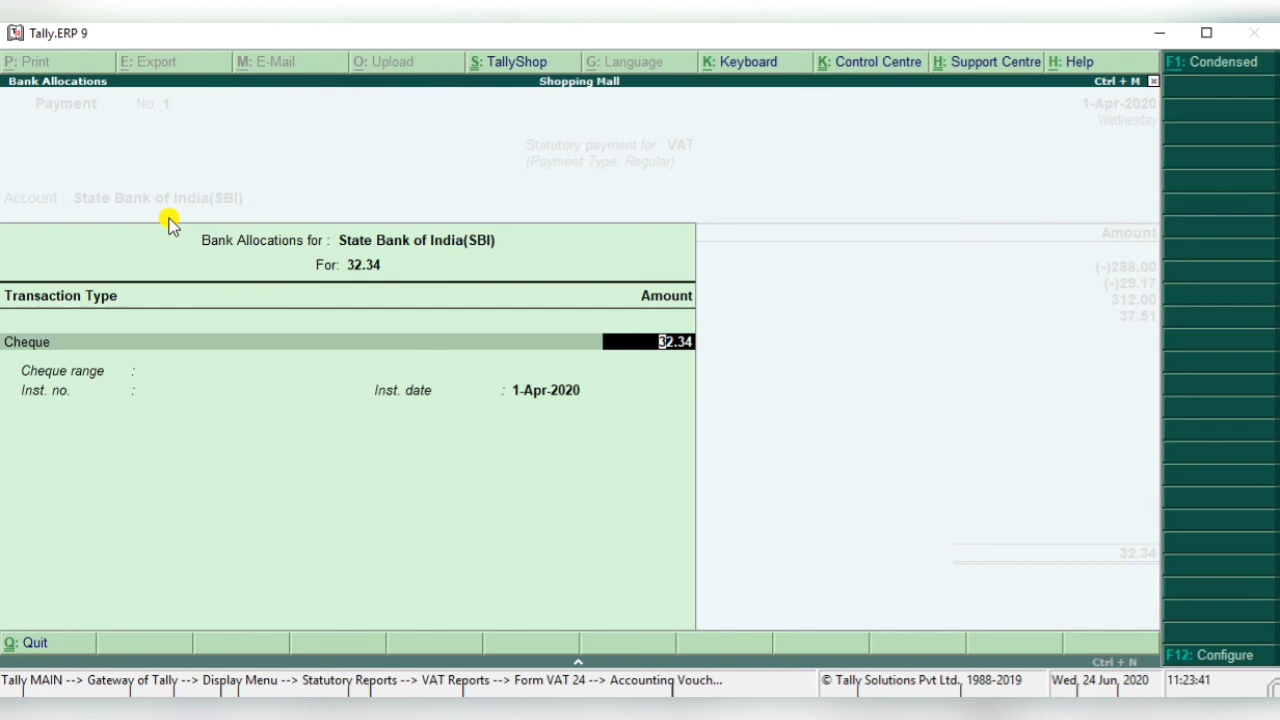 Tally.ERP 9
P: Print E: Export M: E-Mail O: Upload S: TallyShop G: Language K: Keyboard K: Control Centre H: Support Centre H: Help F1: Condensed
Bank Allocations Shopping Mall Ctrl + M
Payment No. 1 1-Apr-2020
Wednesday
Statutory payment for: VAT
(Payment Type: Regular)
Account State Bank of India(SBI)
Amount
Bank Allocations for : State Bank of India(SBI)
For: 32.34
(-)288.00
(-)29.17
312.00
37.51
Transaction Type Amount
Cheque 32.34
Cheque range :
Inst. no. : Inst. date : 1-Apr-2020
32.34
Q: Quit
F12: Configure
Ctrl + N
Tally MAIN --> Gateway of Tally --> Display Menu --> Statutory Reports --> VAT Reports --> Form VAT 24 --> Accounting Vouch... © Tally Solutions Pvt Ltd., 1988-2019 Wed, 24 Jun, 2020 11:23:41